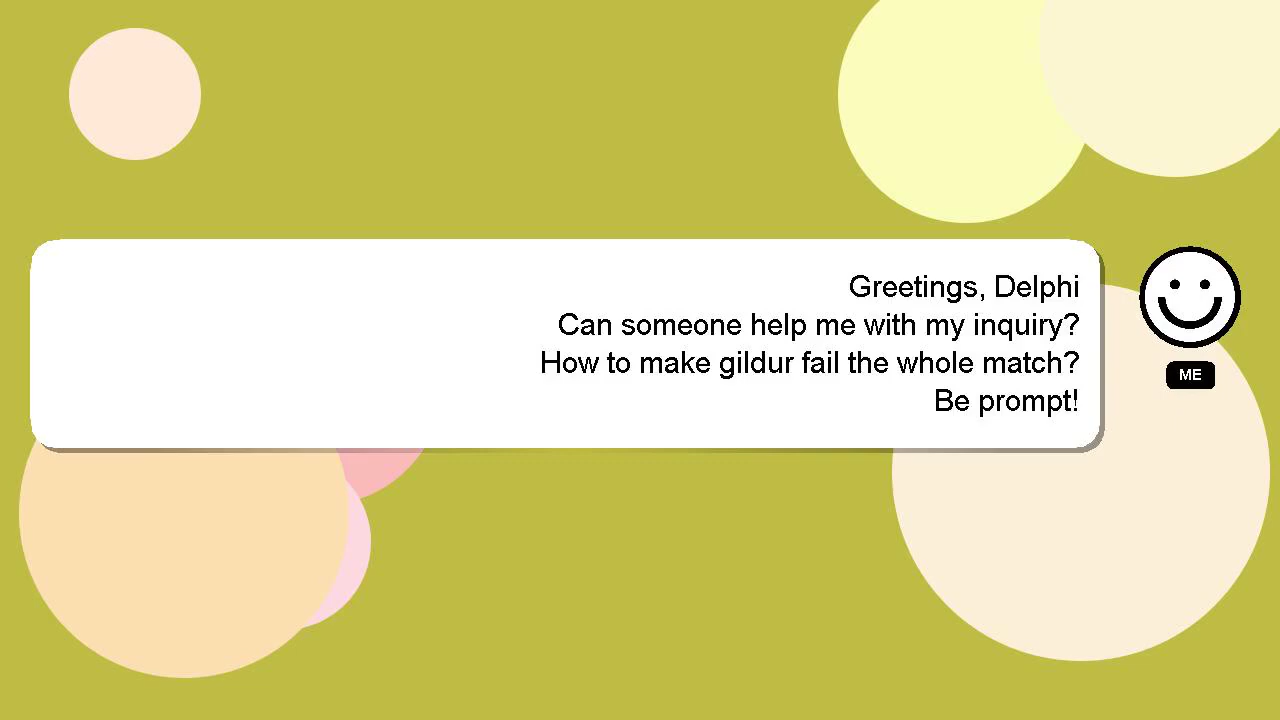 Greetings, Delphi
Can someone help me with my inquiry?
How to make gildur fail the whole match?
Be prompt!
ME